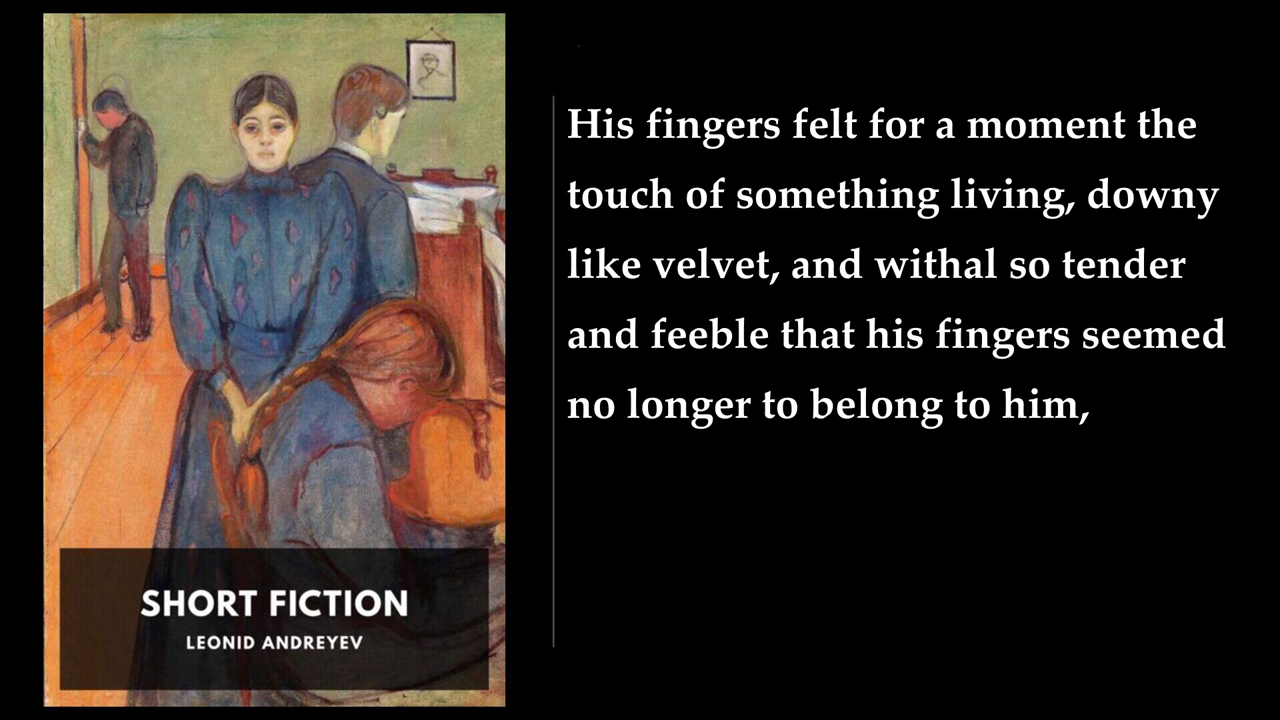 SHORT FICTION
LEONID ANDREYEV
His fingers felt for a moment the
touch of something living, downy
like velvet, and withal so tender
and feeble that his fingers seemed
no longer to belong to him,